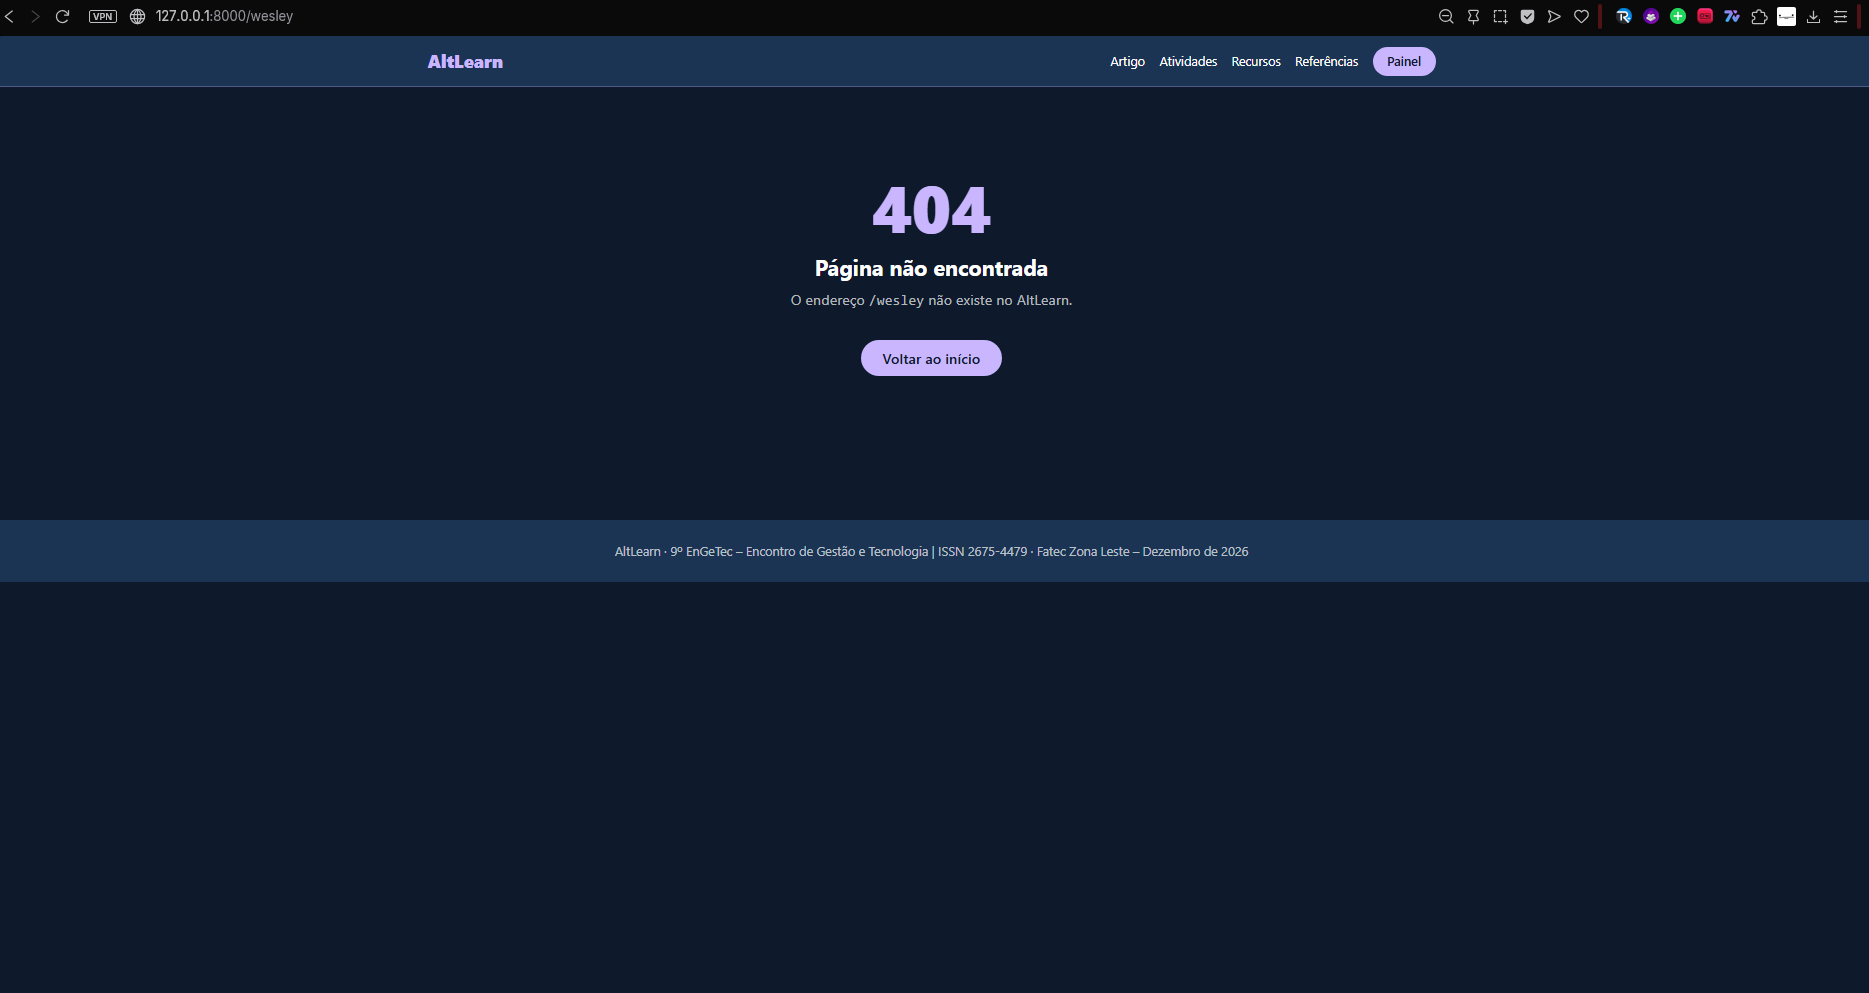 VPN 127.0.0.1:8000/wesley
AltLearn Artigo Atividades Recursos Referências Painel
404
Página não encontrada
O endereço /wesley não existe no AltLearn.
Voltar ao início
AltLearn · 9º EnGeTec – Encontro de Gestão e Tecnologia | ISSN 2675-4479 · Fatec Zona Leste – Dezembro de 2026